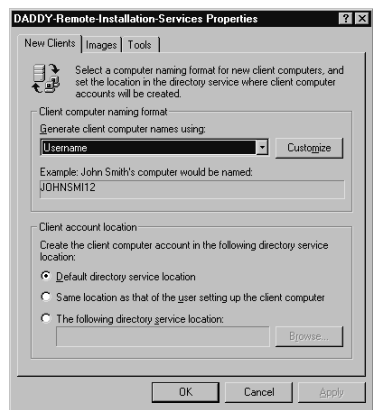 DADDY-Remote-Installation-Services Properties
New Clients Images Tools
Select a computer naming format for new client computers, and
set the location in the directory service where client computer
accounts will be created.
Client computer naming format
Generate client computer names using:
Username Customize
Example: John Smith's computer would be named:
JOHNSMI12
Client account location
Create the client computer account in the following directory service
location:
Default directory service location
Same location as that of the user setting up the client computer
The following directory service location:
Browse...
OK Cancel Apply